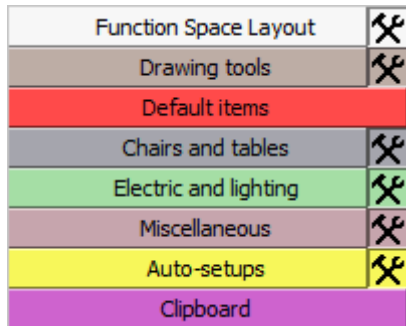 Function Space Layout
Drawing tools
Default items
Chairs and tables
Electric and lighting
Miscellaneous
Auto-setups
Clipboard